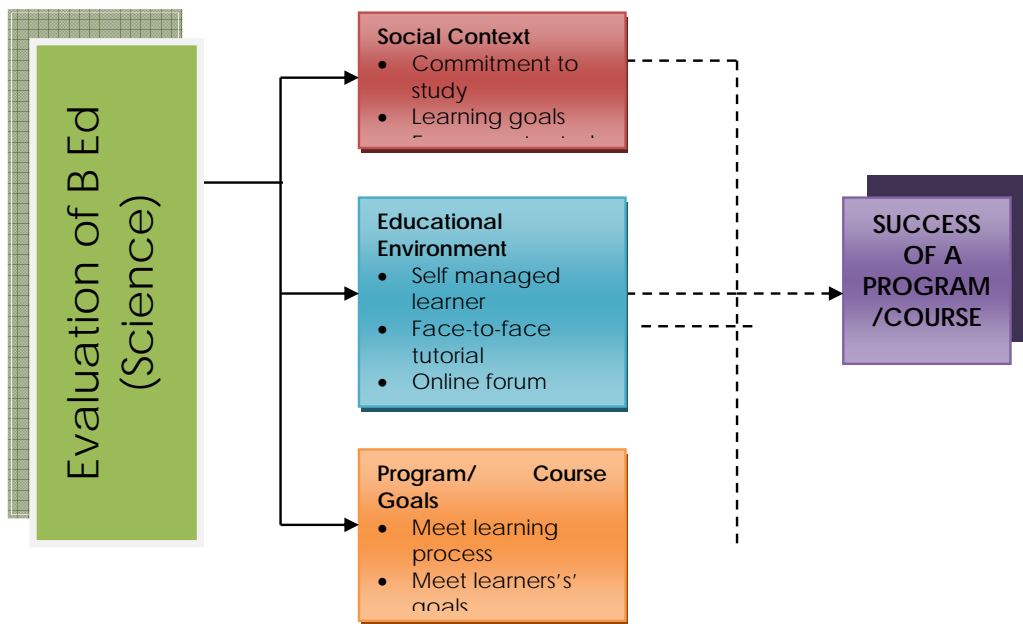 Evaluation of B Ed
(Science)
Social Context
• Commitment to
study
• Learning goals
Educational
Environment
• Self managed
learner
• Face-to-face
tutorial
• Online forum
Program/ Course
Goals
• Meet learning
process
• Meet learners's'
goals
SUCCESS
OF A
PROGRAM
/COURSE